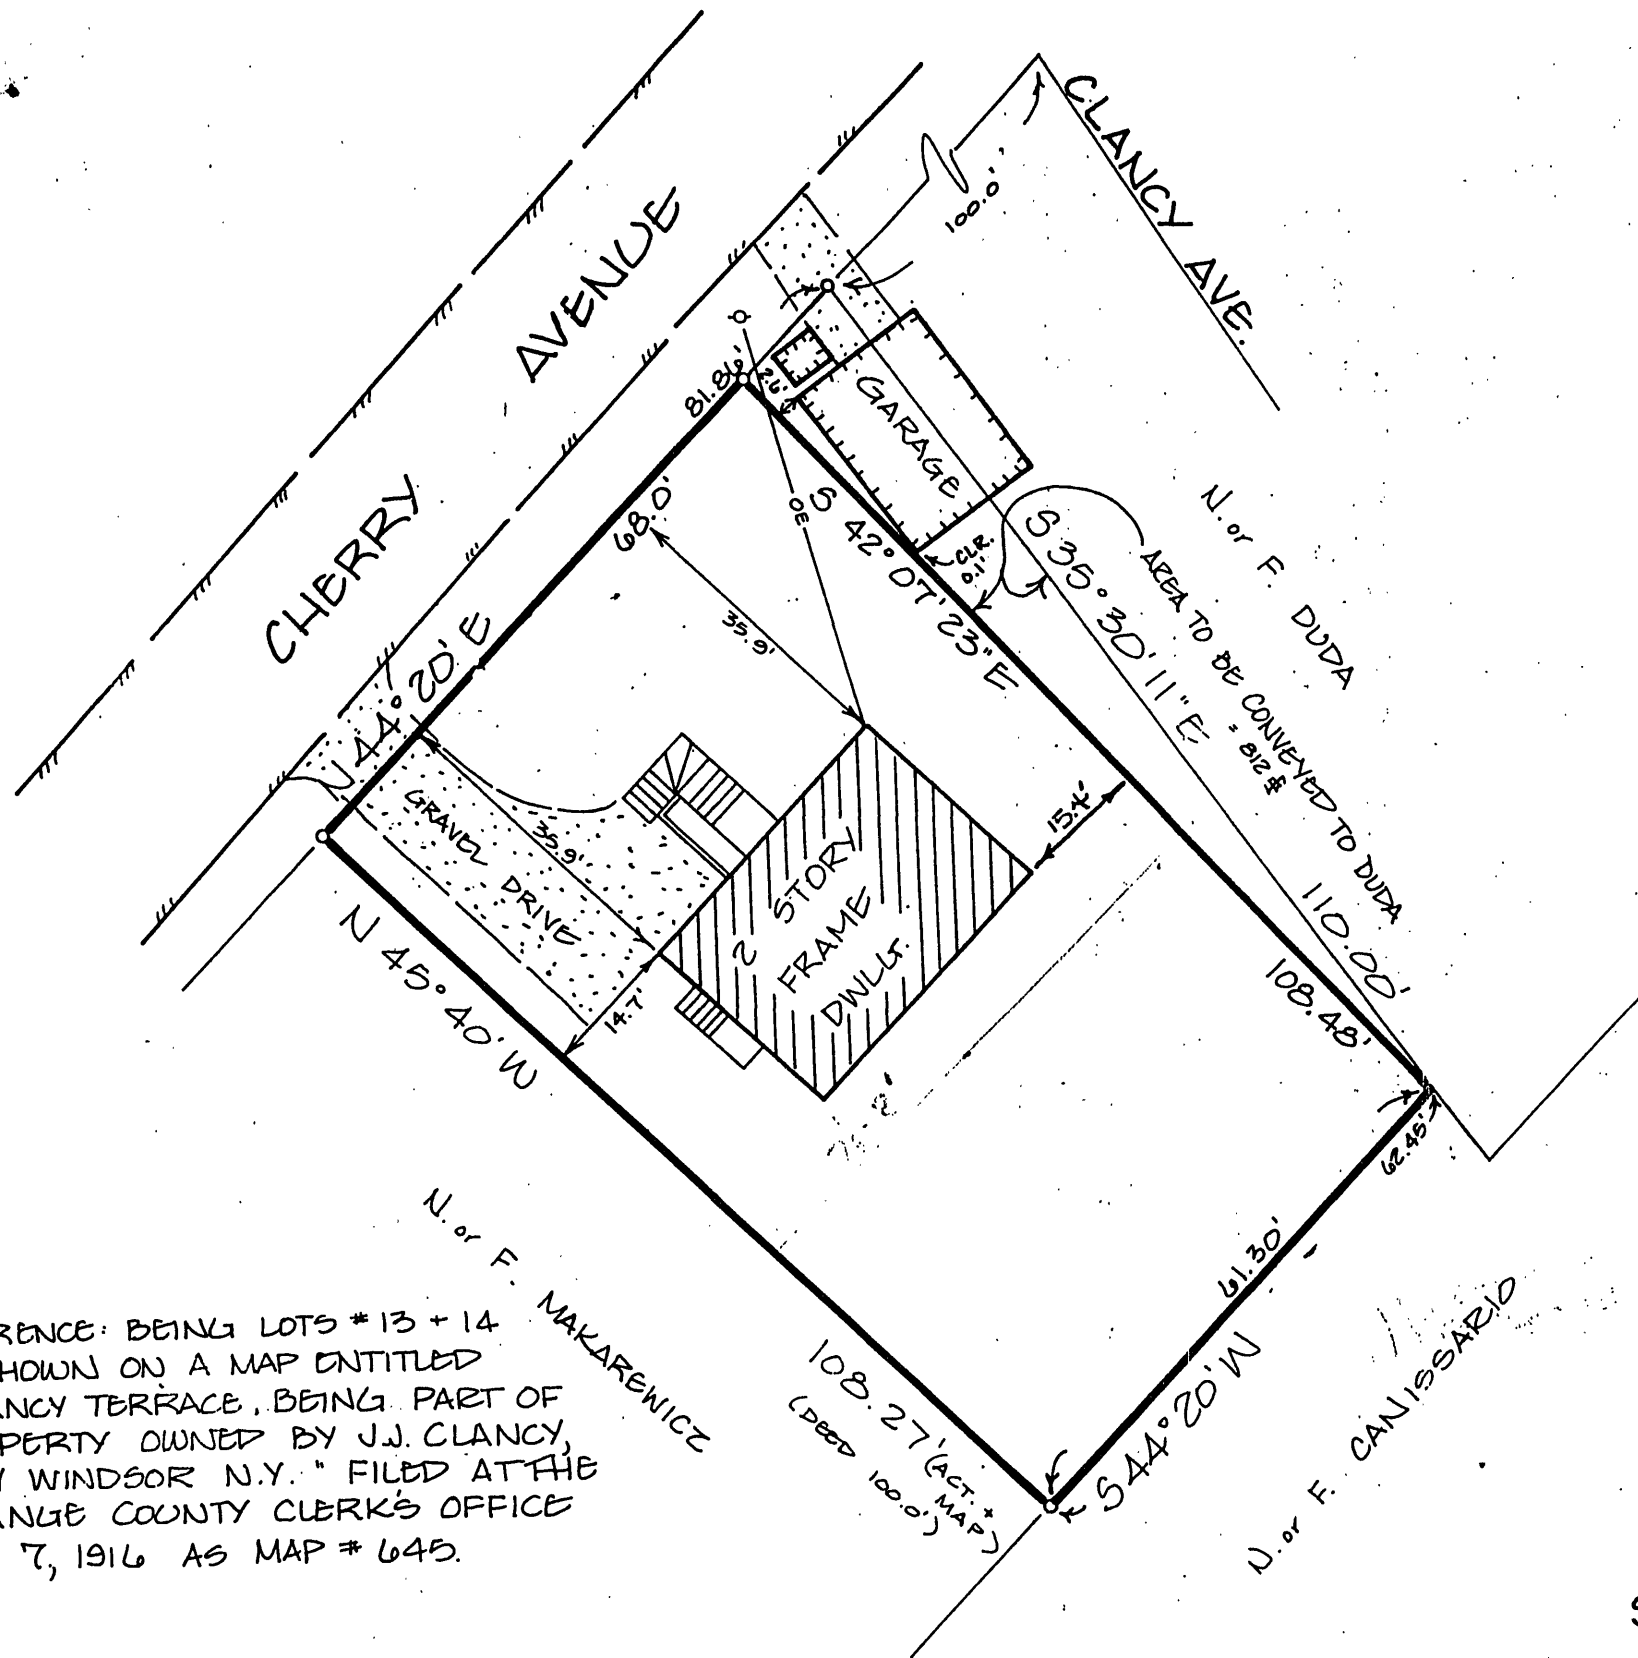 CLANCY AVE.
100.0'
CHERRY AVENUE
81.86'
2.6'
GARAGE
68.0'
OE
S 42° 07' 23" E
CLR.
0.1'
S 35° 30' 11" E
110.00'
N. or F. DUDA
AREA TO BE CONVEYED TO DUDA
= 812
35.9'
N 44° 20' E
GRAVEL DRIVE
35.9'
2 STORY
FRAME
DWLG.
15.4'
14.7'
N 45° 40' W
108.48'
62.45'
61.30'
S 44° 20' W
N. or F. MAKAREWICZ
108.27' (ACT. + MAP)
(DEED 100.0')
N. or F. CANISSARIO
RENCE: BEING LOTS # 13 + 14
HOWN ON A MAP ENTITLED
ANCY TERRACE, BEING PART OF
PERTY OWNED BY J.J. CLANCY,
WINDSOR N.Y. " FILED AT THE
ANGE COUNTY CLERK'S OFFICE
7, 1916 AS MAP # 645.